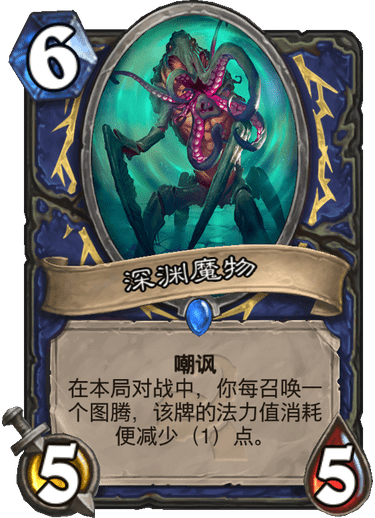 6
深渊魔物
嘲讽
在本局对战中，你每召唤一
个图腾，该牌的法力值消耗
便减少（1）点。
5
5